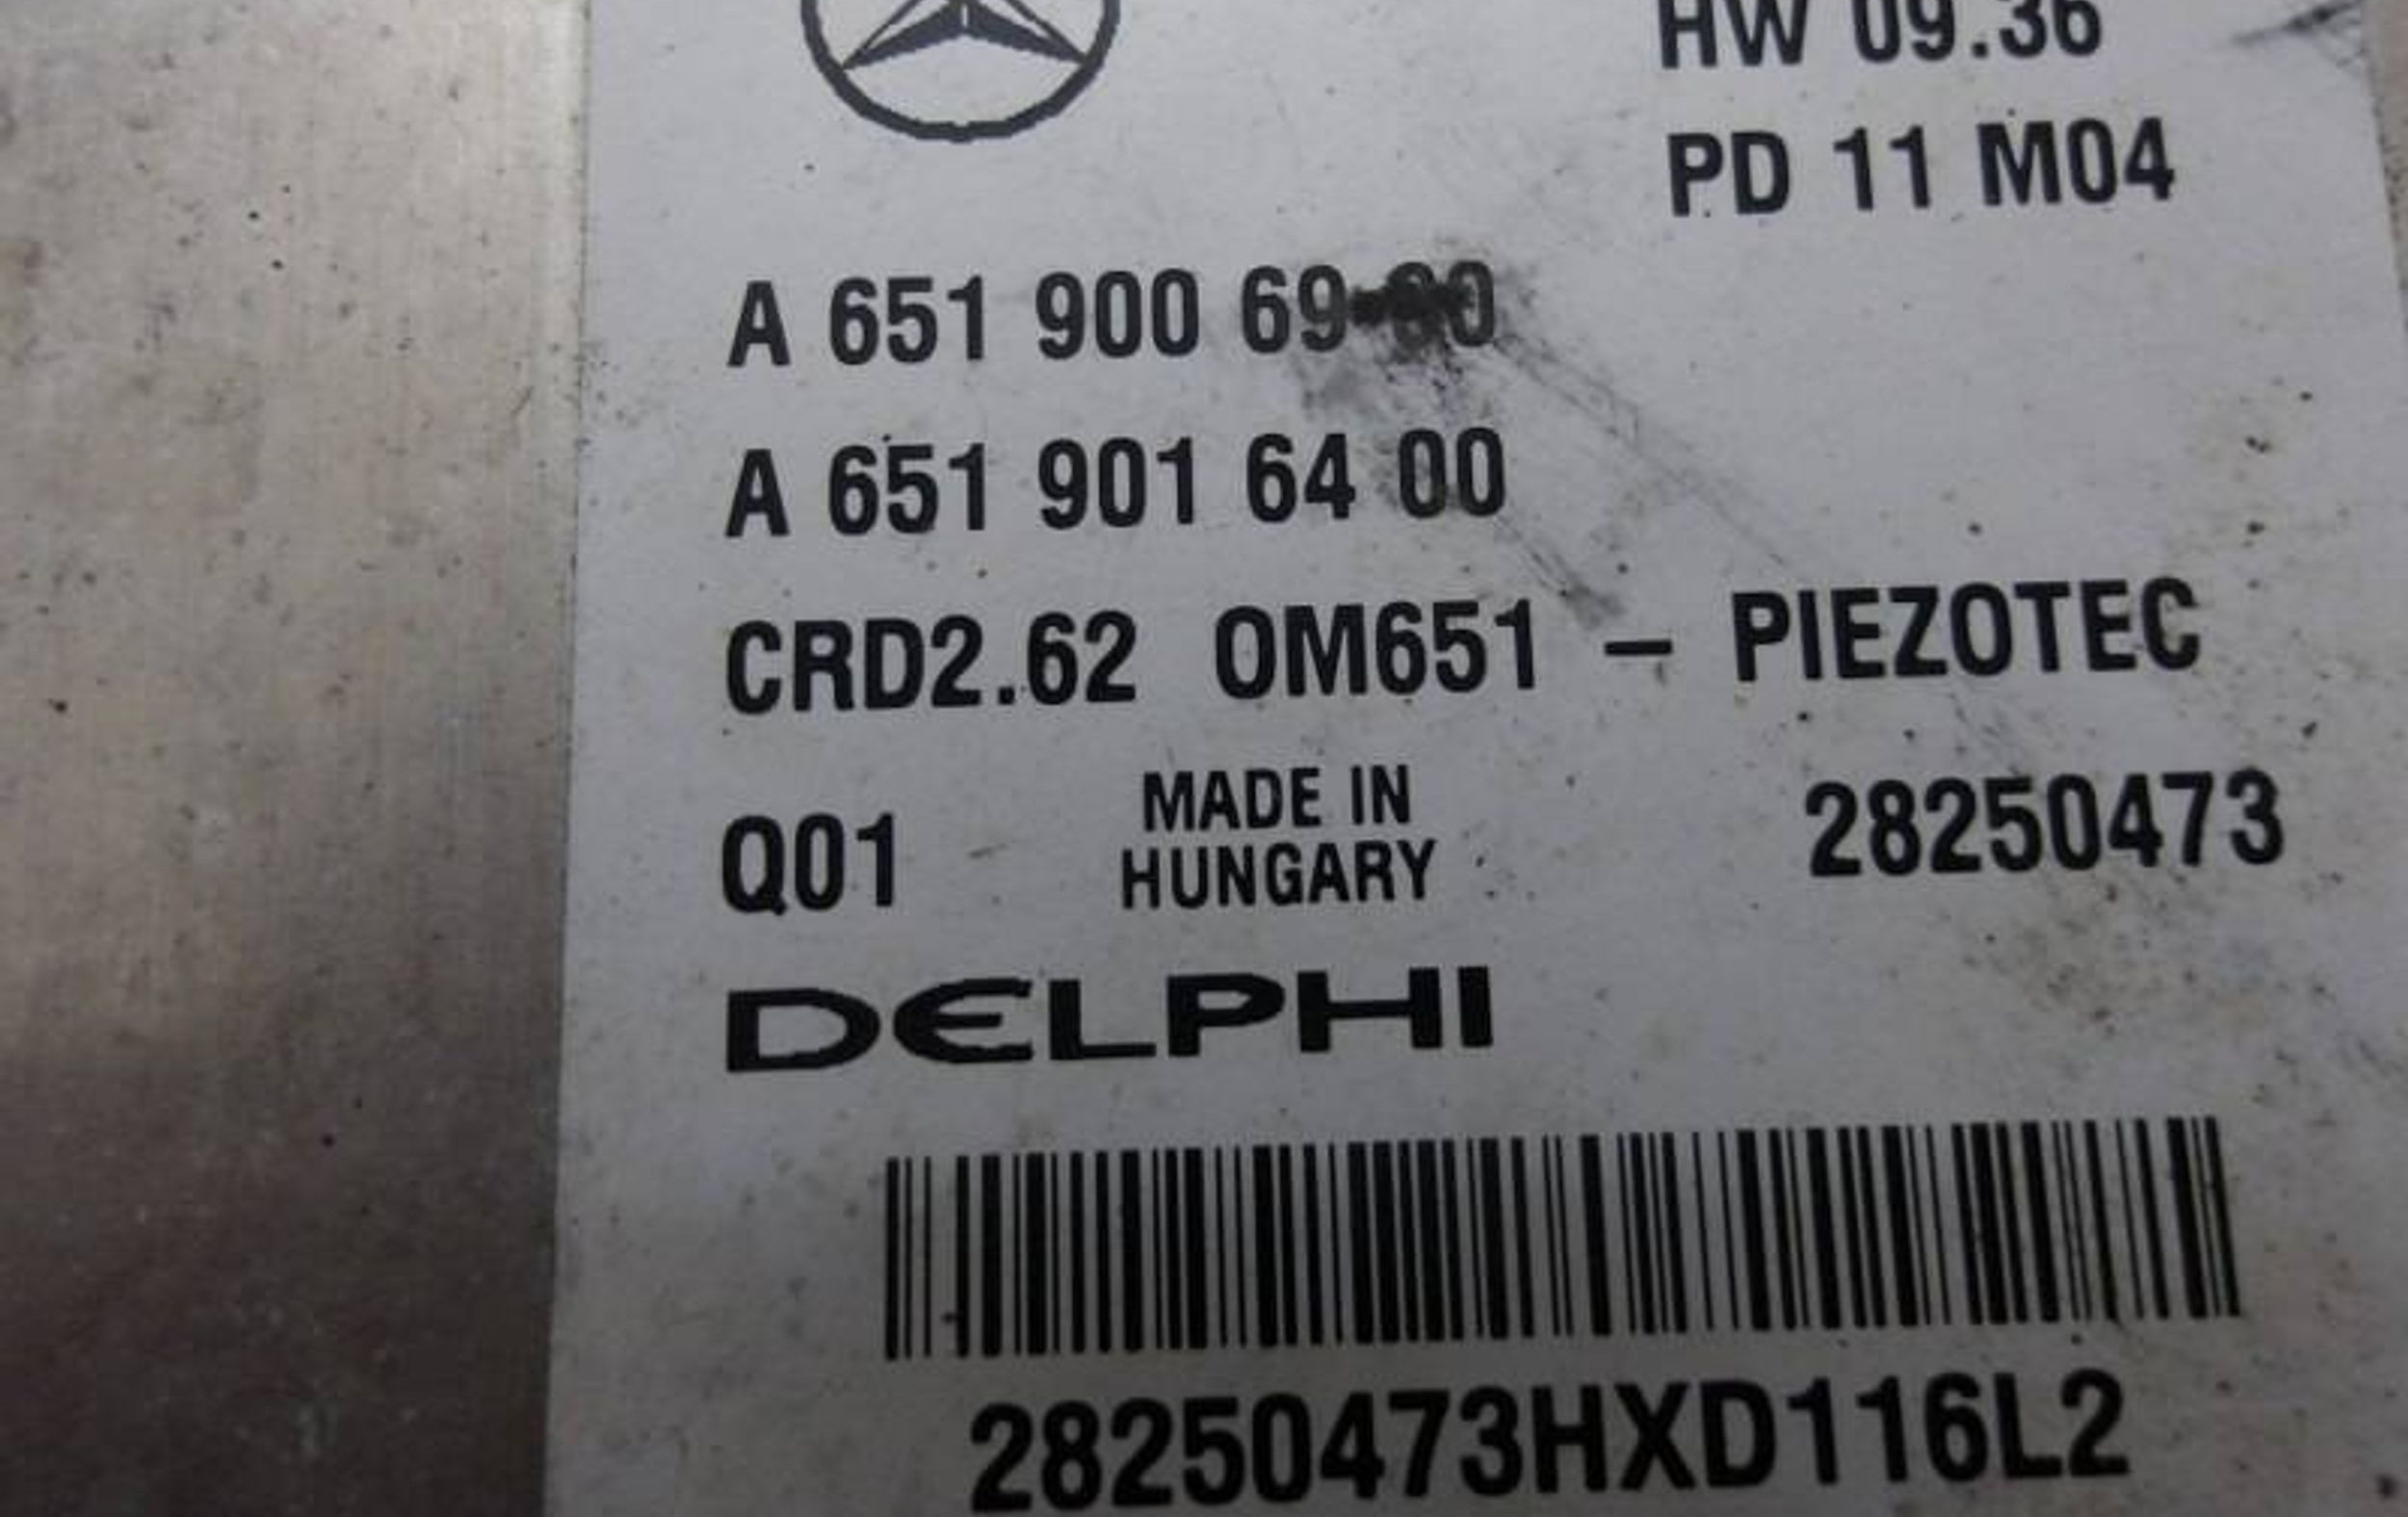 HW 09.36
PD 11 M04
A 651 900 69
A 651 901 64 00
CRD2.62 OM651 – PIEZOTEC
Q01
MADE IN
HUNGARY
28250473
DELPHI
28250473HXD116L2